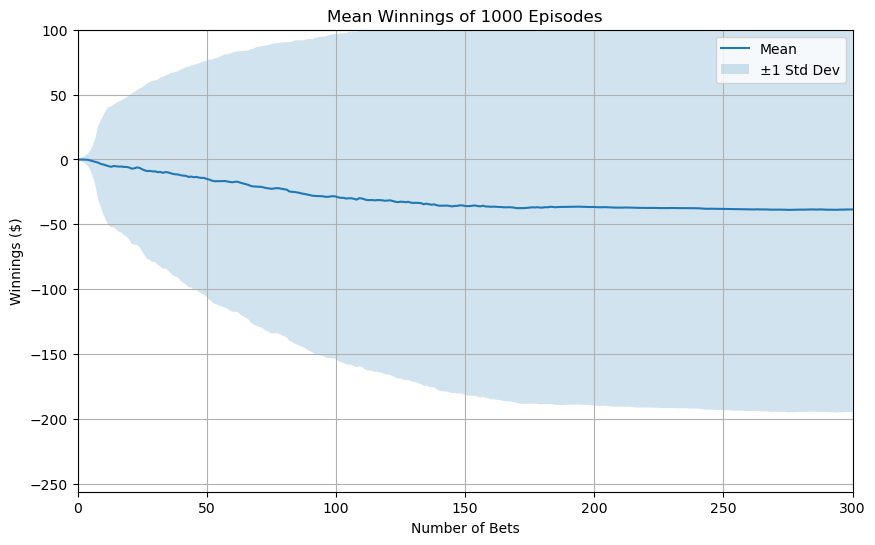 Mean Winnings of 1000 Episodes
Mean
±1 Std Dev
Winnings ($)
100
50
0
−50
−100
−150
−200
−250
0 50 100 150 200 250 300
Number of Bets